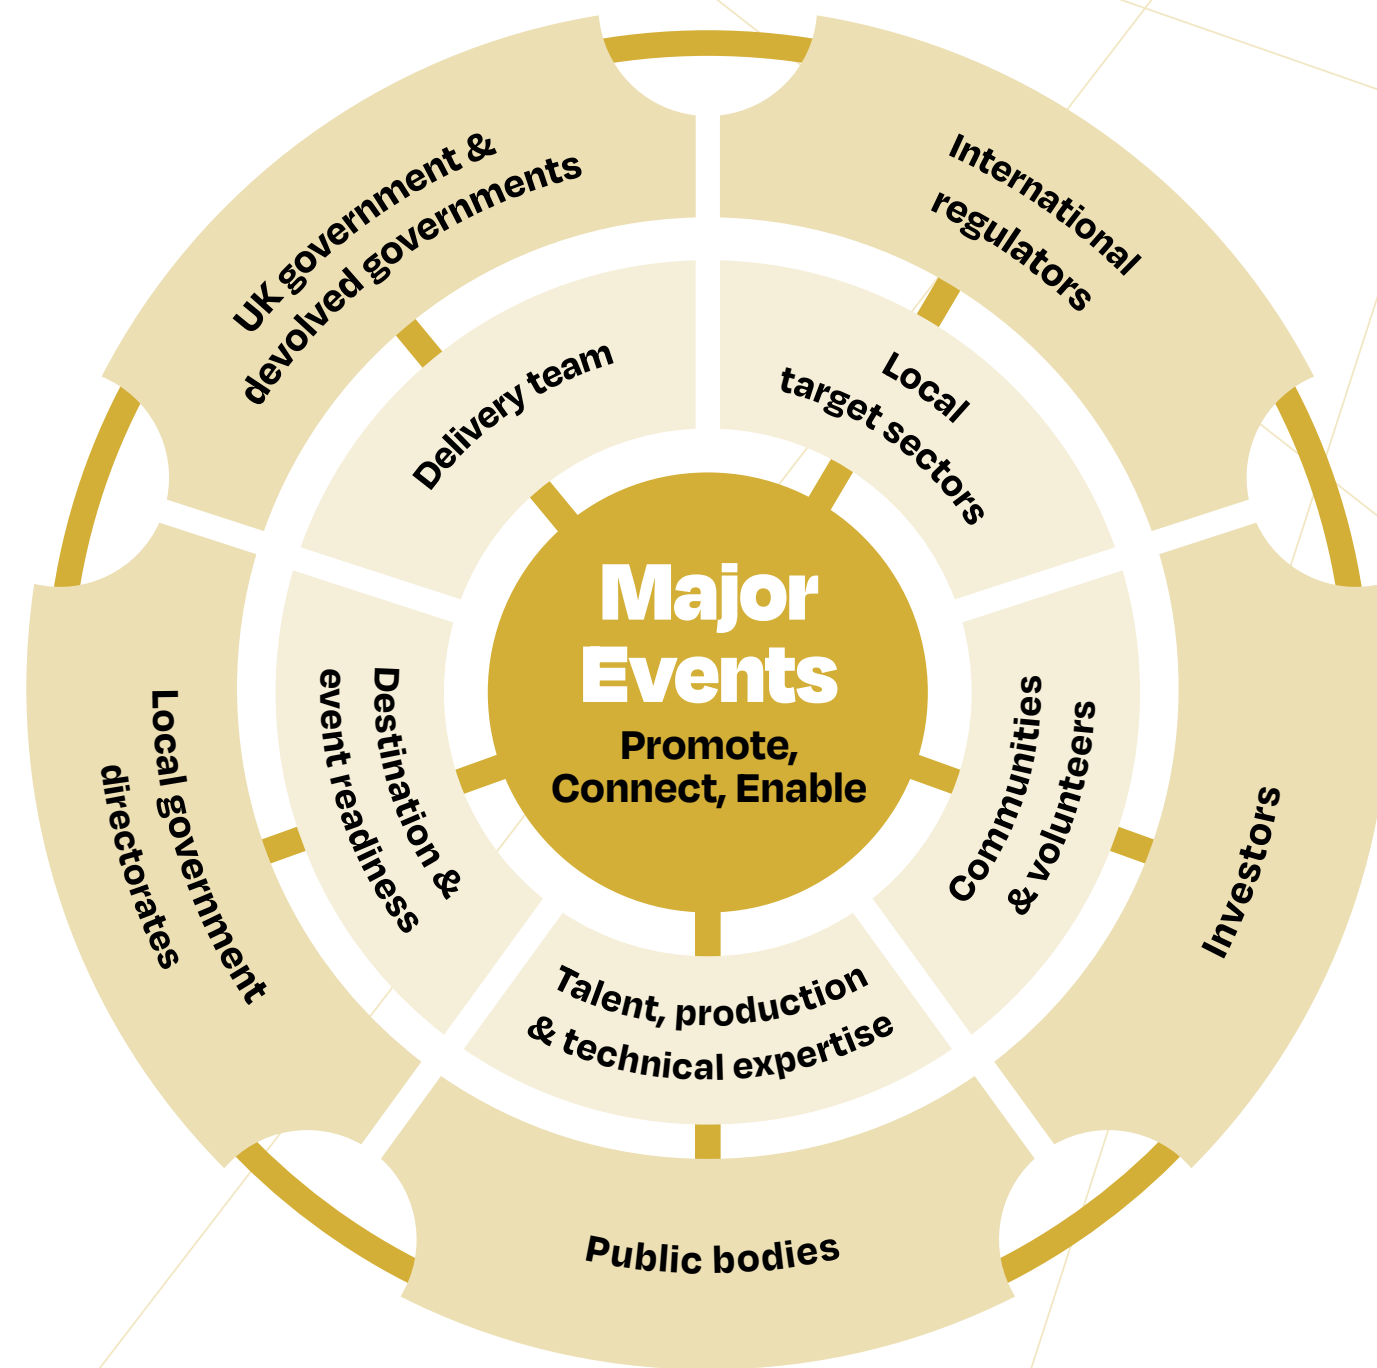 UK government &
devolved governments
International
regulators
Delivery team
Local
target sectors
Major
Events
Promote,
Connect, Enable
Destination &
event readiness
Communities
& volunteers
Local government
directorates
Investors
Talent, production
& technical expertise
Public bodies